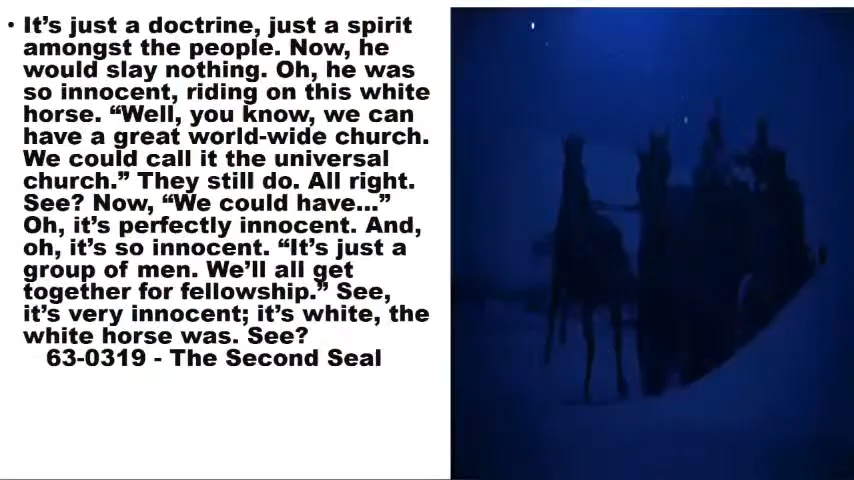 • It’s just a doctrine, just a spirit
amongst the people. Now, he
would slay nothing. Oh, he was
so innocent, riding on this white
horse. “Well, you know, we can
have a great world-wide church.
We could call it the universal
church.” They still do. All right.
See? Now, “We could have...”
Oh, it’s perfectly innocent. And,
oh, it’s so innocent. “It’s just a
group of men. We’ll all get
together for fellowship.” See,
it’s very innocent; it’s white, the
white horse was. See?
63-0319 - The Second Seal